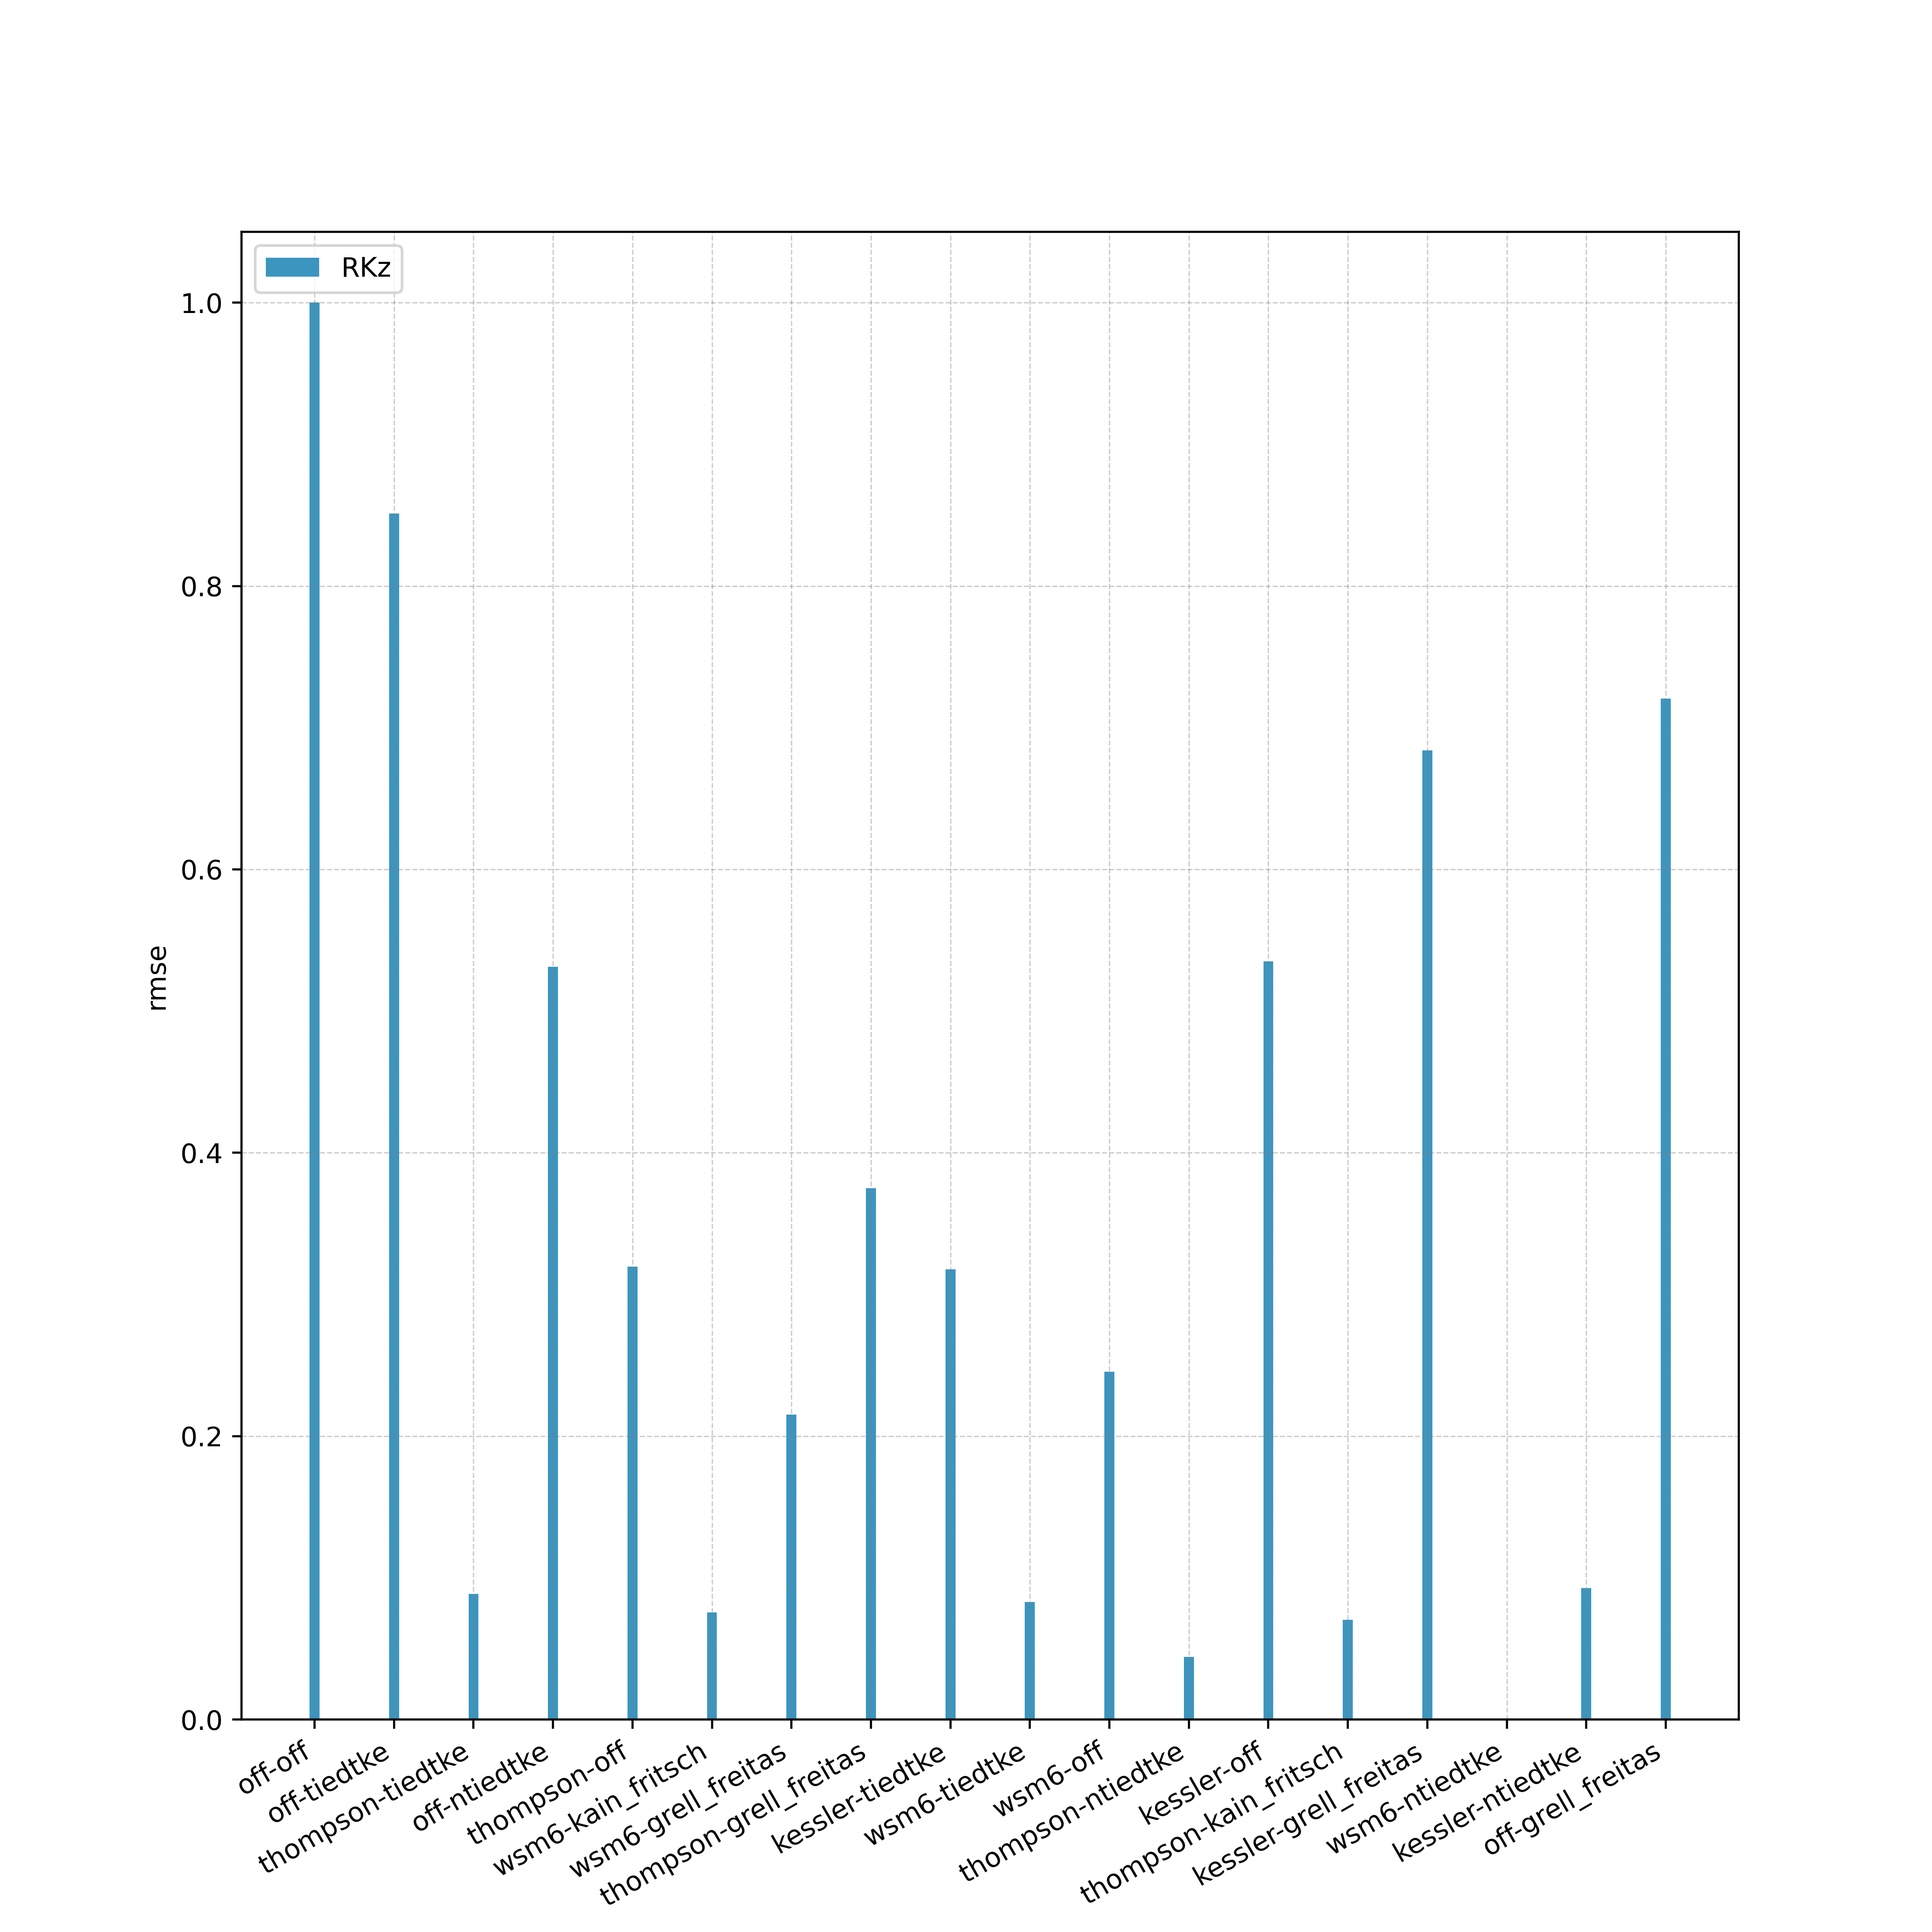 RKz
1.0
0.8
0.6
0.4
0.2
0.0
rmse
off-off
off-tiedtke
thompson-tiedtke
off-ntiedtke
thompson-off
wsm6-kain_fritsch
wsm6-grell_freitas
thompson-grell_freitas
kessler-tiedtke
wsm6-tiedtke
wsm6-off
thompson-ntiedtke
kessler-off
thompson-kain_fritsch
kessler-grell_freitas
wsm6-ntiedtke
kessler-ntiedtke
off-grell_freitas